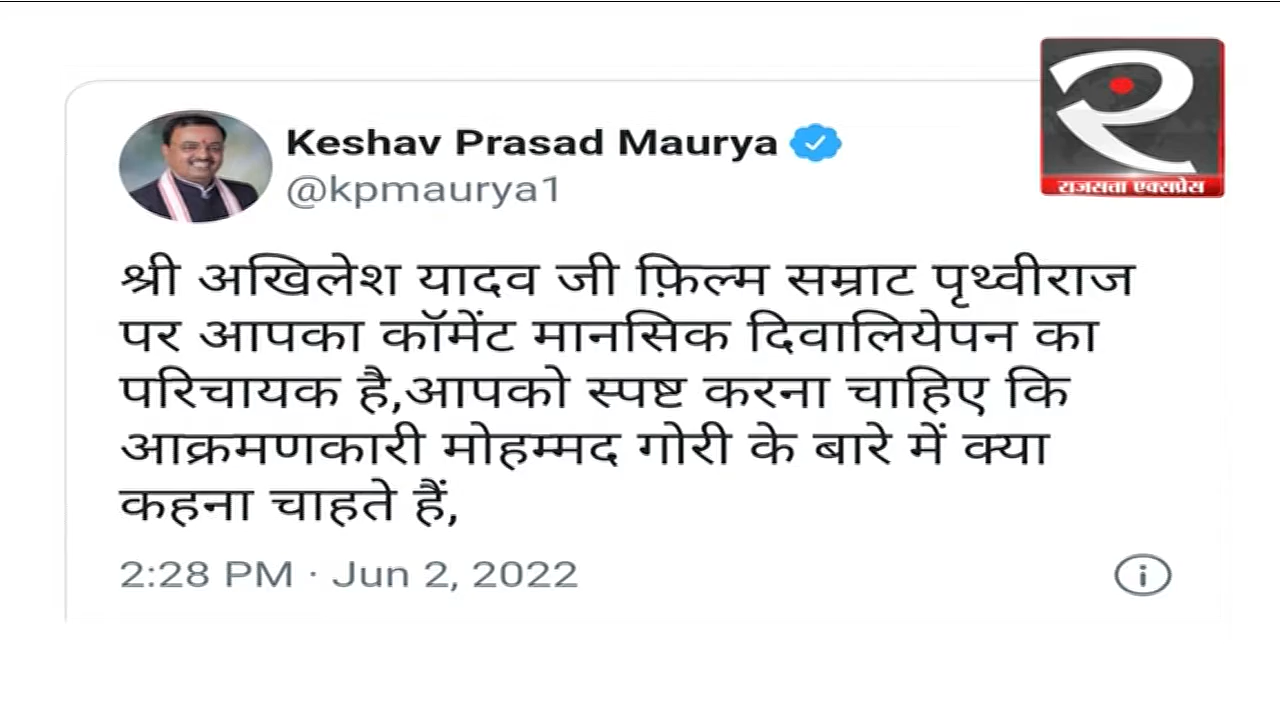 Keshav Prasad Maurya
@kpmaurya1
राजसत्ता एक्सप्रेस
श्री अखिलेश यादव जी फ़िल्म सम्राट पृथ्वीराज
पर आपका कॉमेंट मानसिक दिवालियेपन का
परिचायक है,आपको स्पष्ट करना चाहिए कि
आक्रमणकारी मोहम्मद गोरी के बारे में क्या
कहना चाहते हैं,
2:28 PM · Jun 2, 2022